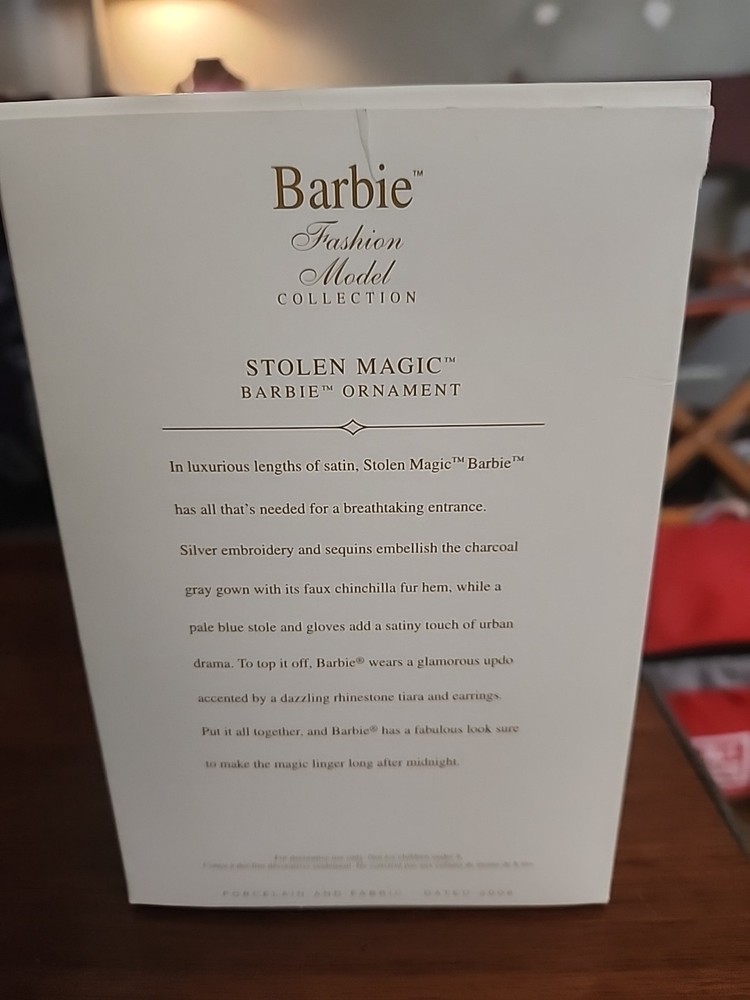 Barbie™
Fashion
Model
COLLECTION
STOLEN MAGIC™
BARBIE™ ORNAMENT
In luxurious lengths of satin, Stolen Magic™ Barbie™
has all that's needed for a breathtaking entrance.
Silver embroidery and sequins embellish the charcoal
gray gown with its faux chinchilla fur hem, while a
pale blue stole and gloves add a satiny touch of urban
drama. To top it off, Barbie® wears a glamorous updo
accented by a dazzling rhinestone tiara and earrings.
Put it all together, and Barbie® has a fabulous look sure
to make the magic linger long after midnight.
PORCELAIN AND FABRIC DATED